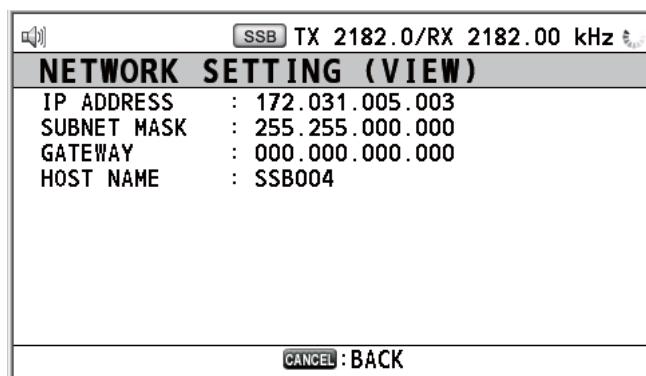 SSB TX 2182.0/RX 2182.00 kHz
NETWORK SETTING (VIEW)
IP ADDRESS : 172.031.005.003
SUBNET MASK : 255.255.000.000
GATEWAY : 000.000.000.000
HOST NAME : SSB004
CANCEL : BACK